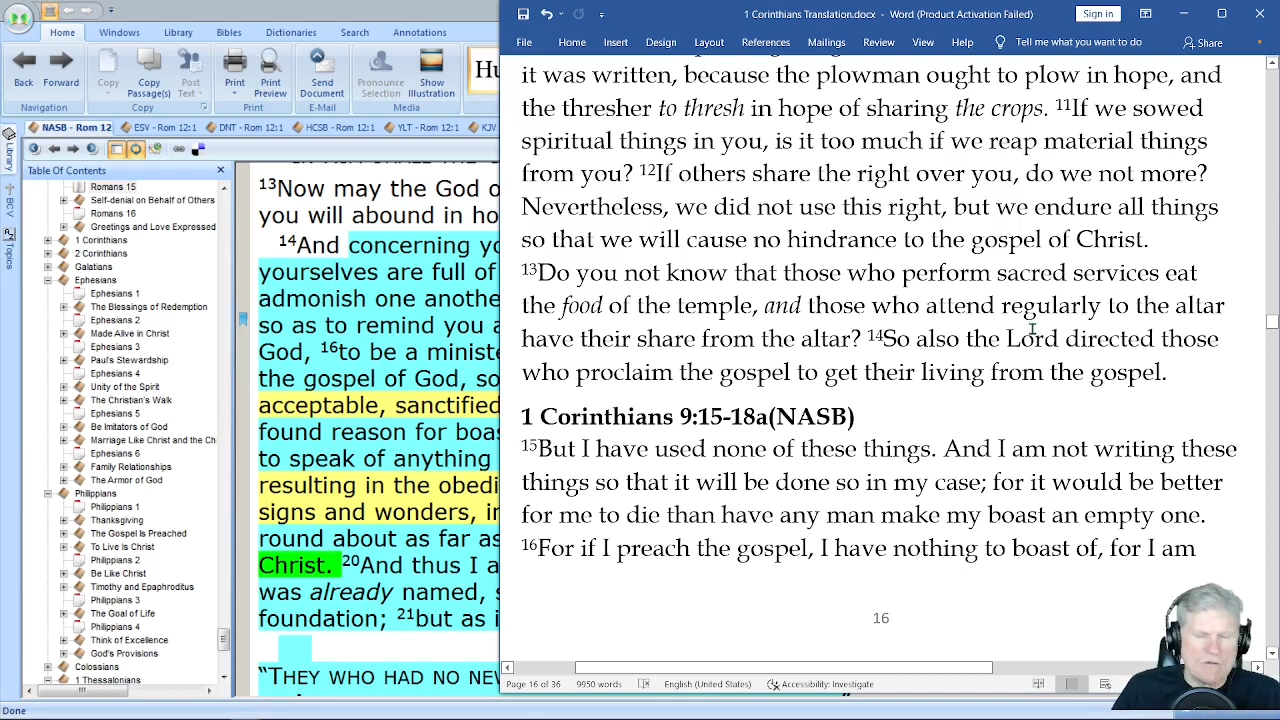 Home
Windows
Library
Bibles
Dictionaries
Search
Annotations
Back
Forward
Copy
Copy
Passage(s)
Post
Text
Print
Print
Preview
Send
Document
Pronounce
Selection
Show
Illustration
Navigation
Copy
Print
E-Mail
Media
NASB - Rom 12
ESV - Rom 12:1
DNT - Rom 12:1
HCSB - Rom 12:1
YLT - Rom 12:1
KJV
Library
BC V
Topics
Table Of Contents
Romans 15
Self-denial on Behalf of Others
Romans 16
Greetings and Love Expressed
1 Corinthians
2 Corinthians
Galatians
Ephesians
Ephesians 1
The Blessings of Redemption
Ephesians 2
Made Alive in Christ
Ephesians 3
Paul's Stewardship
Ephesians 4
Unity of the Spirit
The Christian's Walk
Ephesians 5
Be Imitators of God
Marriage Like Christ and the Ch
Ephesians 6
Family Relationships
The Armor of God
Philippians
Philippians 1
Thanksgiving
The Gospel Is Preached
To Live Is Christ
Philippians 2
Be Like Christ
Timothy and Epaphroditus
Philippians 3
The Goal of Life
Philippians 4
Think of Excellence
God's Provisions
Colossians
1 Thessalonians
Done
13Now may the God o
you will abound in ho
14And concerning yo
yourselves are full of
admonish one anothe
so as to remind you a
God, 16to be a ministe
the gospel of God, so
acceptable, sanctified
found reason for boas
to speak of anything
resulting in the obedi
signs and wonders, in
round about as far as
Christ. 20And thus I a
was already named, s
foundation; 21but as i
"THEY WHO HAD NO NEW
1 Corinthians Translation.docx - Word (Product Activation Failed)
Sign in
File
Home
Insert
Design
Layout
References
Mailings
Review
View
Help
Tell me what you want to do
Share
it was written, because the plowman ought to plow in hope, and
the thresher to thresh in hope of sharing the crops. 11If we sowed
spiritual things in you, is it too much if we reap material things
from you? 12If others share the right over you, do we not more?
Nevertheless, we did not use this right, but we endure all things
so that we will cause no hindrance to the gospel of Christ.
13Do you not know that those who perform sacred services eat
the food of the temple, and those who attend regularly to the altar
have their share from the altar? 14So also the Lord directed those
who proclaim the gospel to get their living from the gospel.
1 Corinthians 9:15-18a(NASB)
15But I have used none of these things. And I am not writing these
things so that it will be done so in my case; for it would be better
for me to die than have any man make my boast an empty one.
16For if I preach the gospel, I have nothing to boast of, for I am
16
Page 16 of 36
9950 words
English (United States)
Accessibility: Investigate